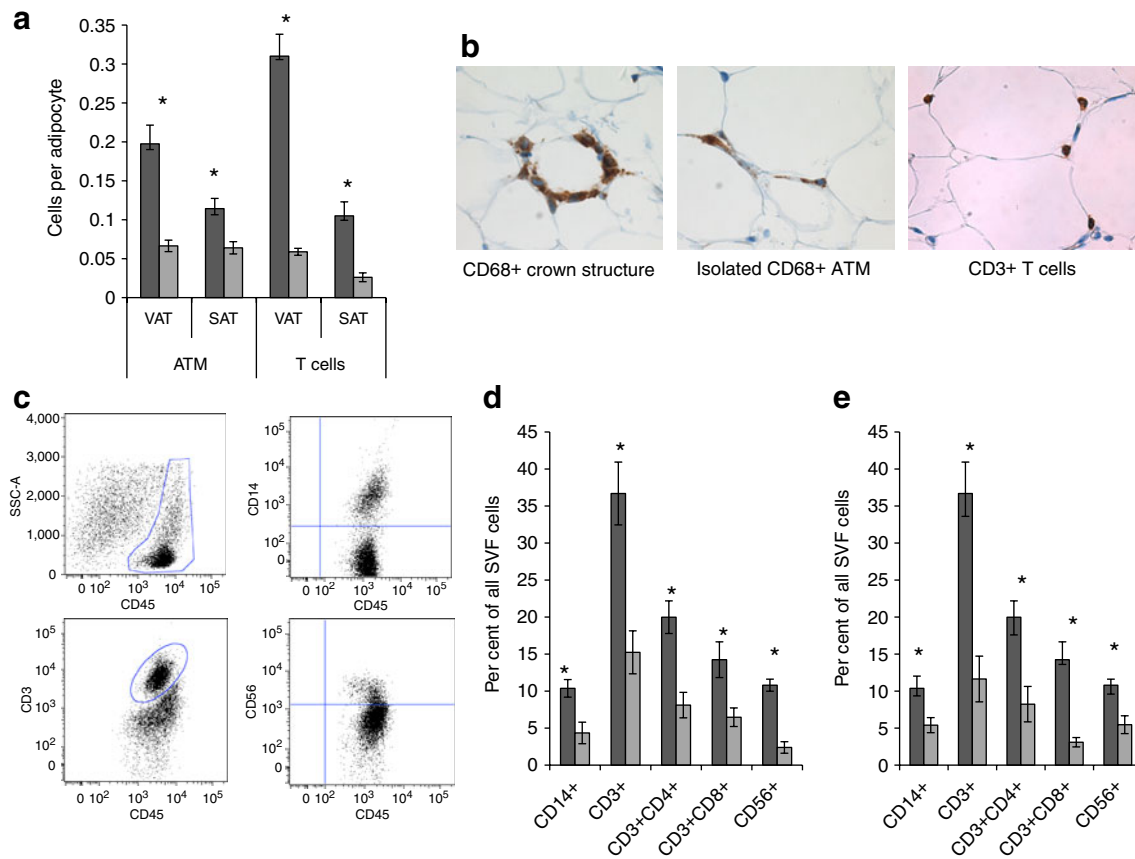 a
Cells per adipocyte
0.35
0.3
0.25
0.2
0.15
0.1
0.05
0
*
*
*
*
VAT SAT VAT SAT
ATM T cells
b
CD68+ crown structure
Isolated CD68+ ATM
CD3+ T cells
c
SSC-A
4,000
3,000
2,000
1,000
0
0 10² 10³ 10⁴ 10⁵
CD45
CD14
10⁵
10⁴
10³
10²
0
0 10² 10³ 10⁴ 10⁵
CD45
CD3
10⁵
10⁴
10³
10²
0
0 10² 10³ 10⁴ 10⁵
CD45
CD56
10⁵
10⁴
10³
10²
0
0 10² 10³ 10⁴ 10⁵
CD45
d
Per cent of all SVF cells
45
40
35
30
25
20
15
10
5
0
* * * * *
CD14+
CD3+
CD3+CD4+
CD3+CD8+
CD56+
e
Per cent of all SVF cells
45
40
35
30
25
20
15
10
5
0
* * * * *
CD14+
CD3+
CD3+CD4+
CD3+CD8+
CD56+